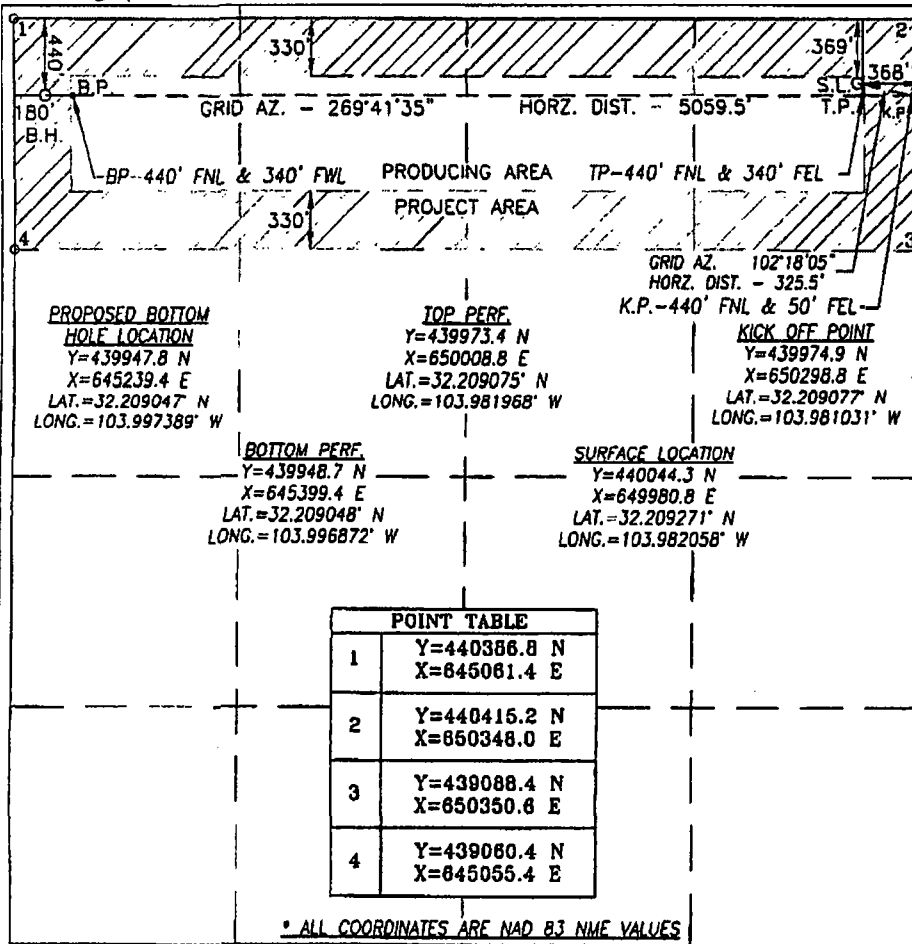 1
2
440'
330'
369'
368'
B.P.
S.L.
180'
GRID AZ. - 269°41'35"
HORZ. DIST. - 5059.5'
T.P.
K.P.
B.H.
BP-440' FNL & 340' FWL
PRODUCING AREA
TP-440' FNL & 340' FEL
330'
PROJECT AREA
4
3
GRID AZ. 102°18'05"
HORZ. DIST. - 325.5'
K.P.-440' FNL & 50' FEL
PROPOSED BOTTOM
HOLE LOCATION
Y=439947.8 N
X=645239.4 E
LAT.=32.209047° N
LONG.=103.997389° W
TOP PERF.
Y=439973.4 N
X=650008.8 E
LAT.=32.209075° N
LONG.=103.981968° W
KICK OFF POINT
Y=439974.9 N
X=650298.8 E
LAT.=32.209077° N
LONG.=103.981031° W
BOTTOM PERF.
Y=439948.7 N
X=645399.4 E
LAT.=32.209048° N
LONG.=103.996872° W
SURFACE LOCATION
Y=440044.3 N
X=649980.8 E
LAT.=32.209271° N
LONG.=103.982058° W
POINT TABLE
1
Y=440386.8 N
X=645061.4 E
2
Y=440415.2 N
X=650348.0 E
3
Y=439088.4 N
X=650350.6 E
4
Y=439060.4 N
X=645055.4 E
* ALL COORDINATES ARE NAD 83 NME VALUES